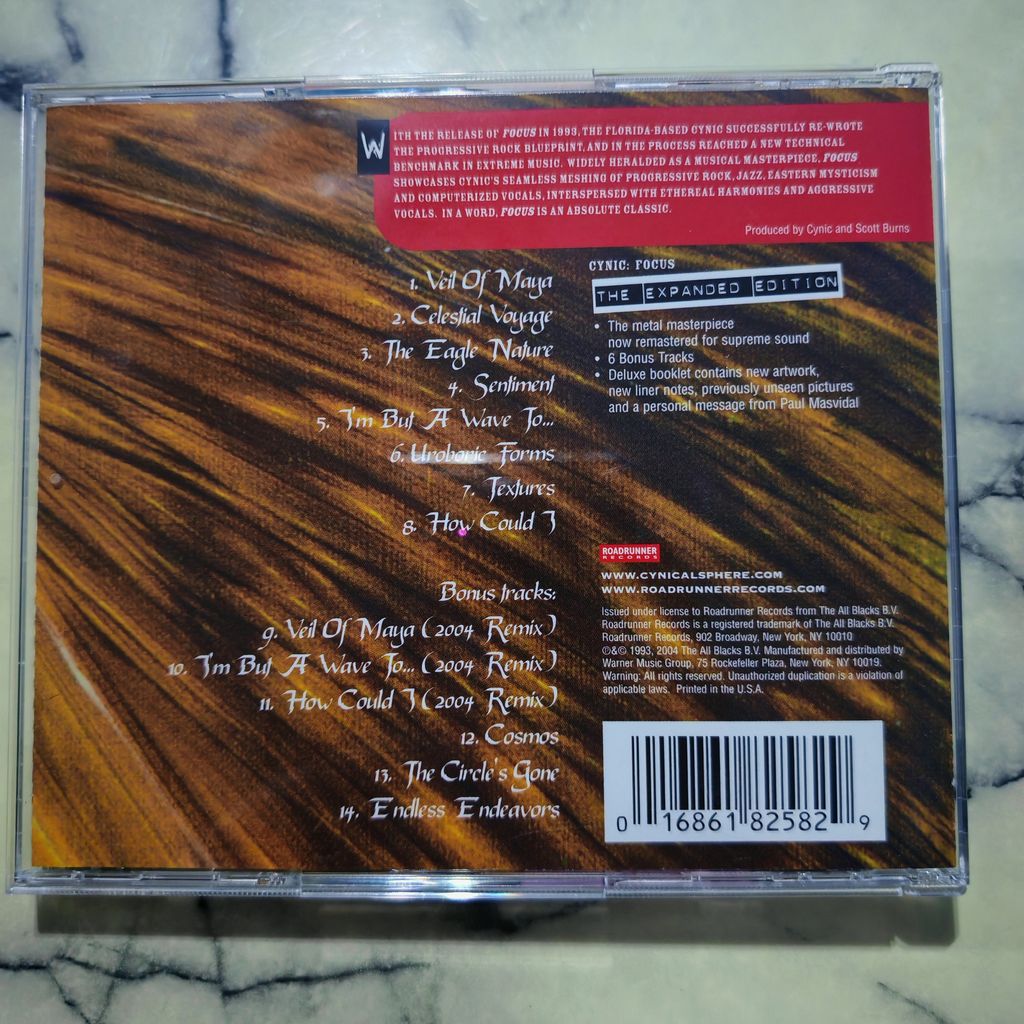 WITH THE RELEASE OF FOCUS IN 1993, THE FLORIDA-BASED CYNIC SUCCESSFULLY RE-WROTE
THE PROGRESSIVE ROCK BLUEPRINT, AND IN THE PROCESS REACHED A NEW TECHNICAL
BENCHMARK IN EXTREME MUSIC. WIDELY HERALDED AS A MUSICAL MASTERPIECE, FOCUS
SHOWCASES CYNIC'S SEAMLESS MESHING OF PROGRESSIVE ROCK, JAZZ, EASTERN MYSTICISM
AND COMPUTERIZED VOCALS, INTERSPERSED WITH ETHEREAL HARMONIES AND AGGRESSIVE
VOCALS. IN A WORD, FOCUS IS AN ABSOLUTE CLASSIC.
Produced by Cynic and Scott Burns
1. Veil Of Maya
2. Celestial Voyage
3. The Eagle Nature
4. Sentiment
5. I'm But A Wave To...
6. Uroboric Forms
7. Textures
8. How Could I
Bonus tracks:
9. Veil Of Maya (2004 Remix)
10. I'm But A Wave To... (2004 Remix)
11. How Could I (2004 Remix)
12. Cosmos
13. The Circle's Gone
14. Endless Endeavors
CYNIC: FOCUS
THE EXPANDED EDITION
• The metal masterpiece
now remastered for supreme sound
• 6 Bonus Tracks
• Deluxe booklet contains new artwork,
new liner notes, previously unseen pictures
and a personal message from Paul Masvidal
ROADRUNNER
RECORDS
WWW.CYNICALSPHERE.COM
WWW.ROADRUNNERRECORDS.COM
Issued under license to Roadrunner Records from The All Blacks B.V.
Roadrunner Records is a registered trademark of The All Blacks B.V.
Roadrunner Records, 902 Broadway, New York, NY 10010
℗&© 1993, 2004 The All Blacks B.V. Manufactured and distributed by
Warner Music Group, 75 Rockefeller Plaza, New York, NY 10019.
Warning: All rights reserved. Unauthorized duplication is a violation of
applicable laws. Printed in the U.S.A.
0 16861 82582 9